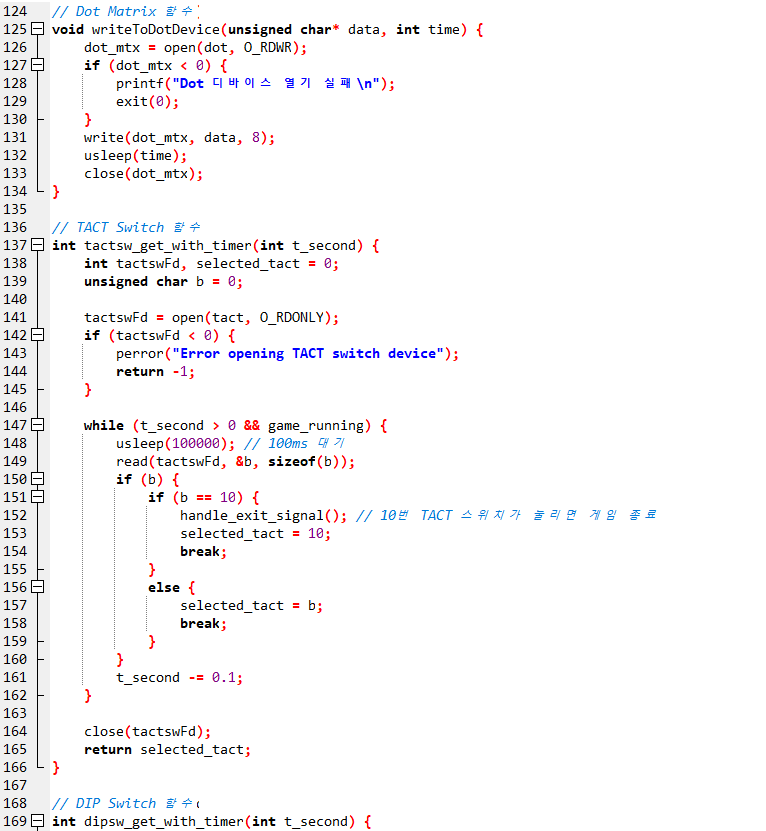 124 // Dot Matrix 함수
125 void writeToDotDevice(unsigned char* data, int time) {
126     dot_mtx = open(dot, O_RDWR);
127     if (dot_mtx < 0) {
128         printf("Dot 디바이스 열기 실패\n");
129         exit(0);
130     }
131     write(dot_mtx, data, 8);
132     usleep(time);
133     close(dot_mtx);
134 }
135
136 // TACT Switch 함수
137 int tactsw_get_with_timer(int t_second) {
138     int tactswFd, selected_tact = 0;
139     unsigned char b = 0;
140
141     tactswFd = open(tact, O_RDONLY);
142     if (tactswFd < 0) {
143         perror("Error opening TACT switch device");
144         return -1;
145     }
146
147     while (t_second > 0 && game_running) {
148         usleep(100000); // 100ms 대기
149         read(tactswFd, &b, sizeof(b));
150         if (b) {
151             if (b == 10) {
152                 handle_exit_signal(); // 10번 TACT 스위치가 눌리면 게임 종료
153                 selected_tact = 10;
154                 break;
155             }
156             else {
157                 selected_tact = b;
158                 break;
159             }
160         }
161         t_second -= 0.1;
162     }
163
164     close(tactswFd);
165     return selected_tact;
166 }
167
168 // DIP Switch 함수
169 int dipsw_get_with_timer(int t_second) {